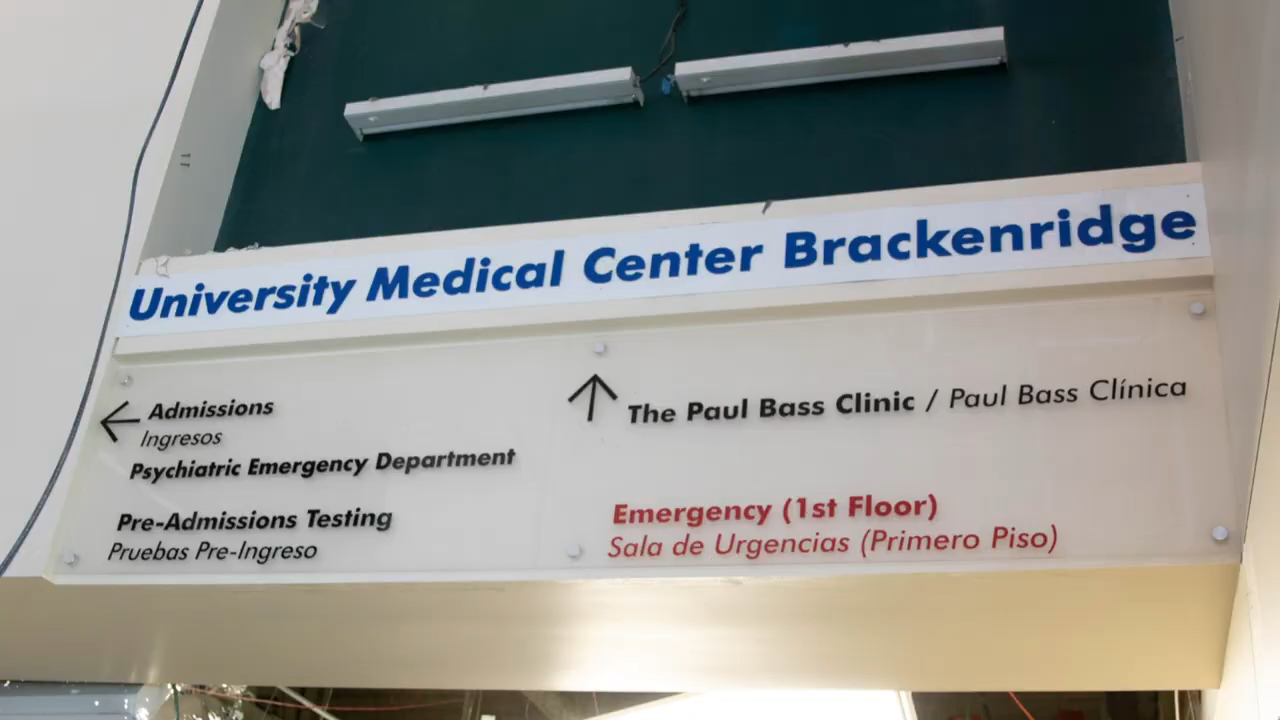 University Medical Center Brackenridge
Admissions
Ingresos
Psychiatric Emergency Department
Pre-Admissions Testing
Pruebas Pre-Ingreso
The Paul Bass Clinic / Paul Bass Clínica
Emergency (1st Floor)
Sala de Urgencias (Primero Piso)